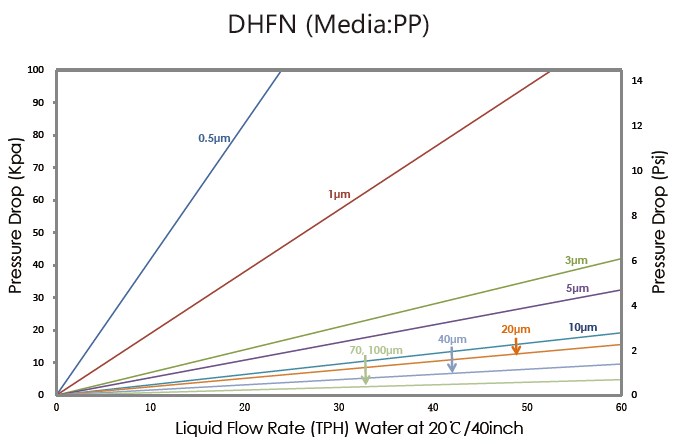 DHFN (Media:PP)
100
90
80
70
60
50
40
30
20
10
0
Pressure Drop (Kpa)
14
12
10
8
6
4
2
0
Pressure Drop (Psi)
0.5μm
1μm
3μm
5μm
10μm
20μm
40μm
70, 100μm
0 10 20 30 40 50 60
Liquid Flow Rate (TPH) Water at 20℃/40inch